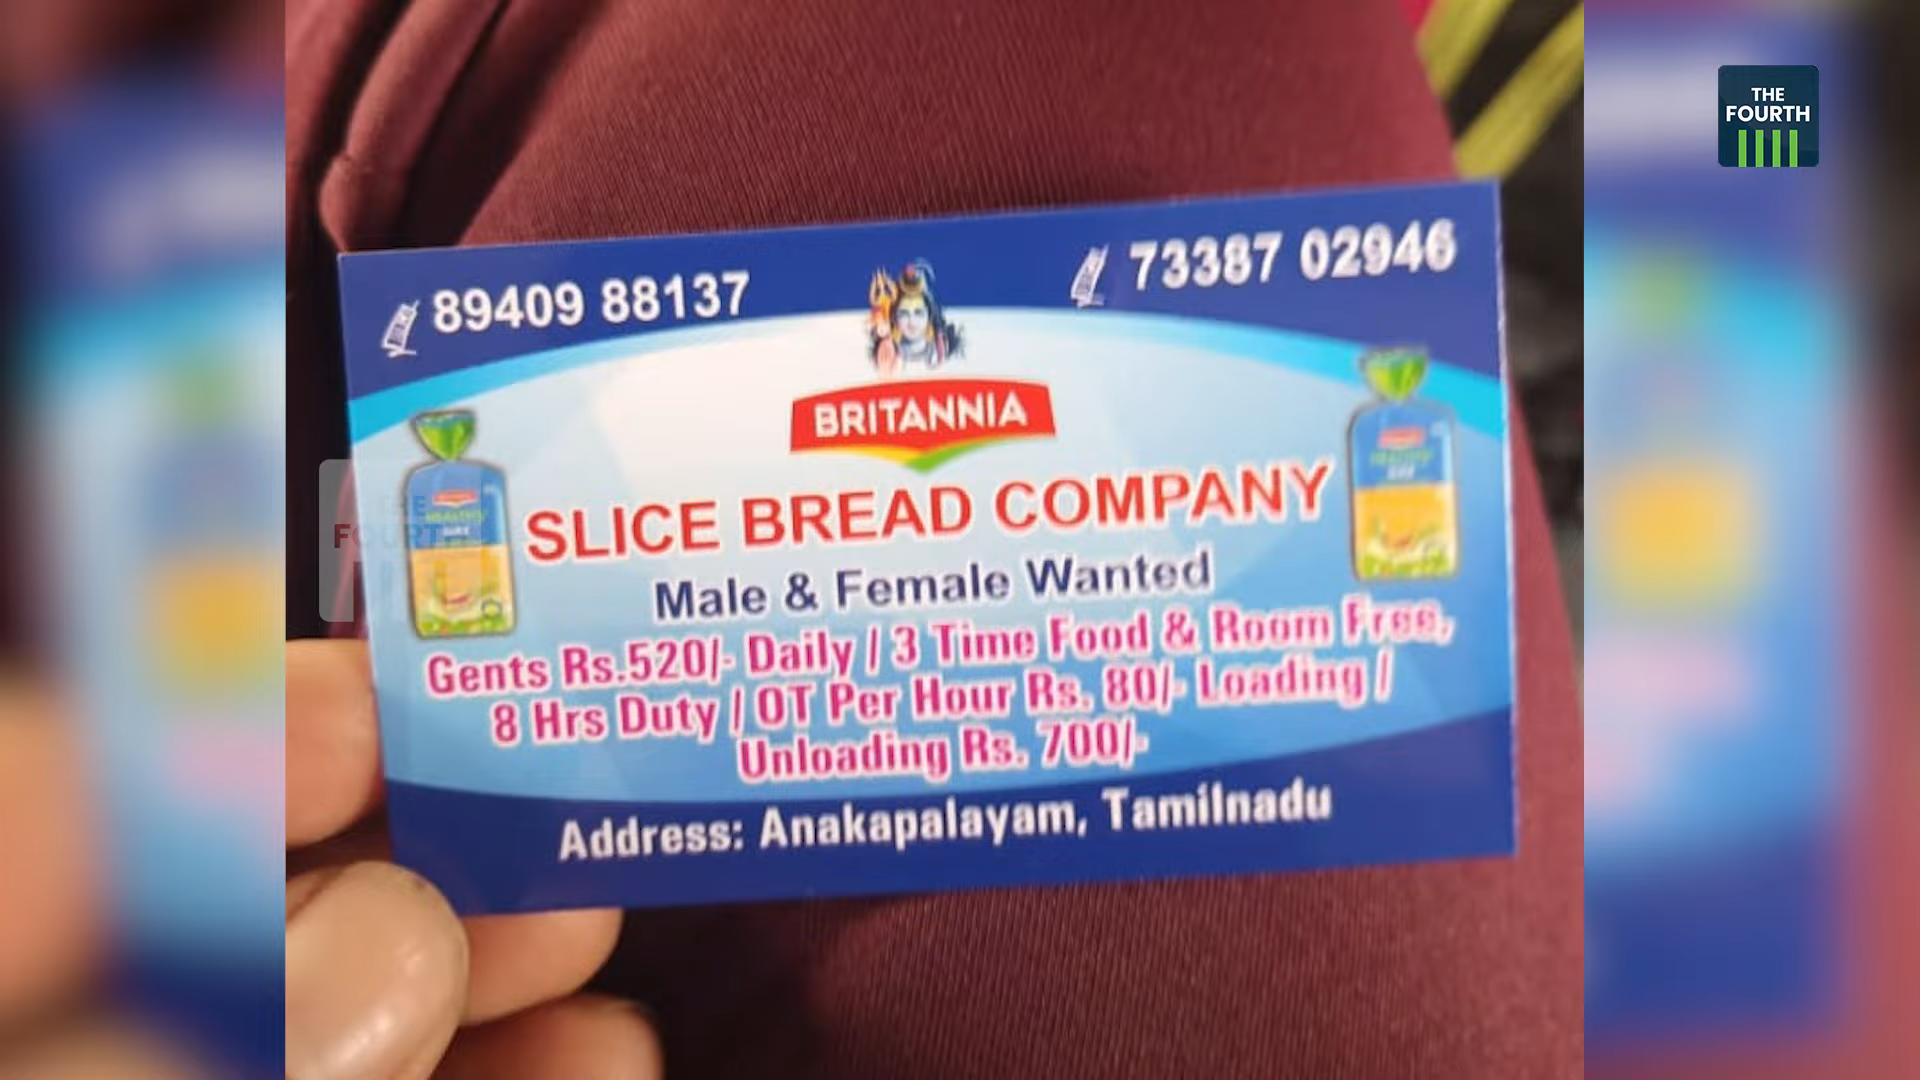 THE
FOURTH
89409 88137
73387 02946
BRITANNIA
SLICE BREAD COMPANY
Male & Female Wanted
Gents Rs.520/- Daily / 3 Time Food & Room Free,
8 Hrs Duty / OT Per Hour Rs. 80/- Loading /
Unloading Rs. 700/-
Address: Anakapalayam, Tamilnadu